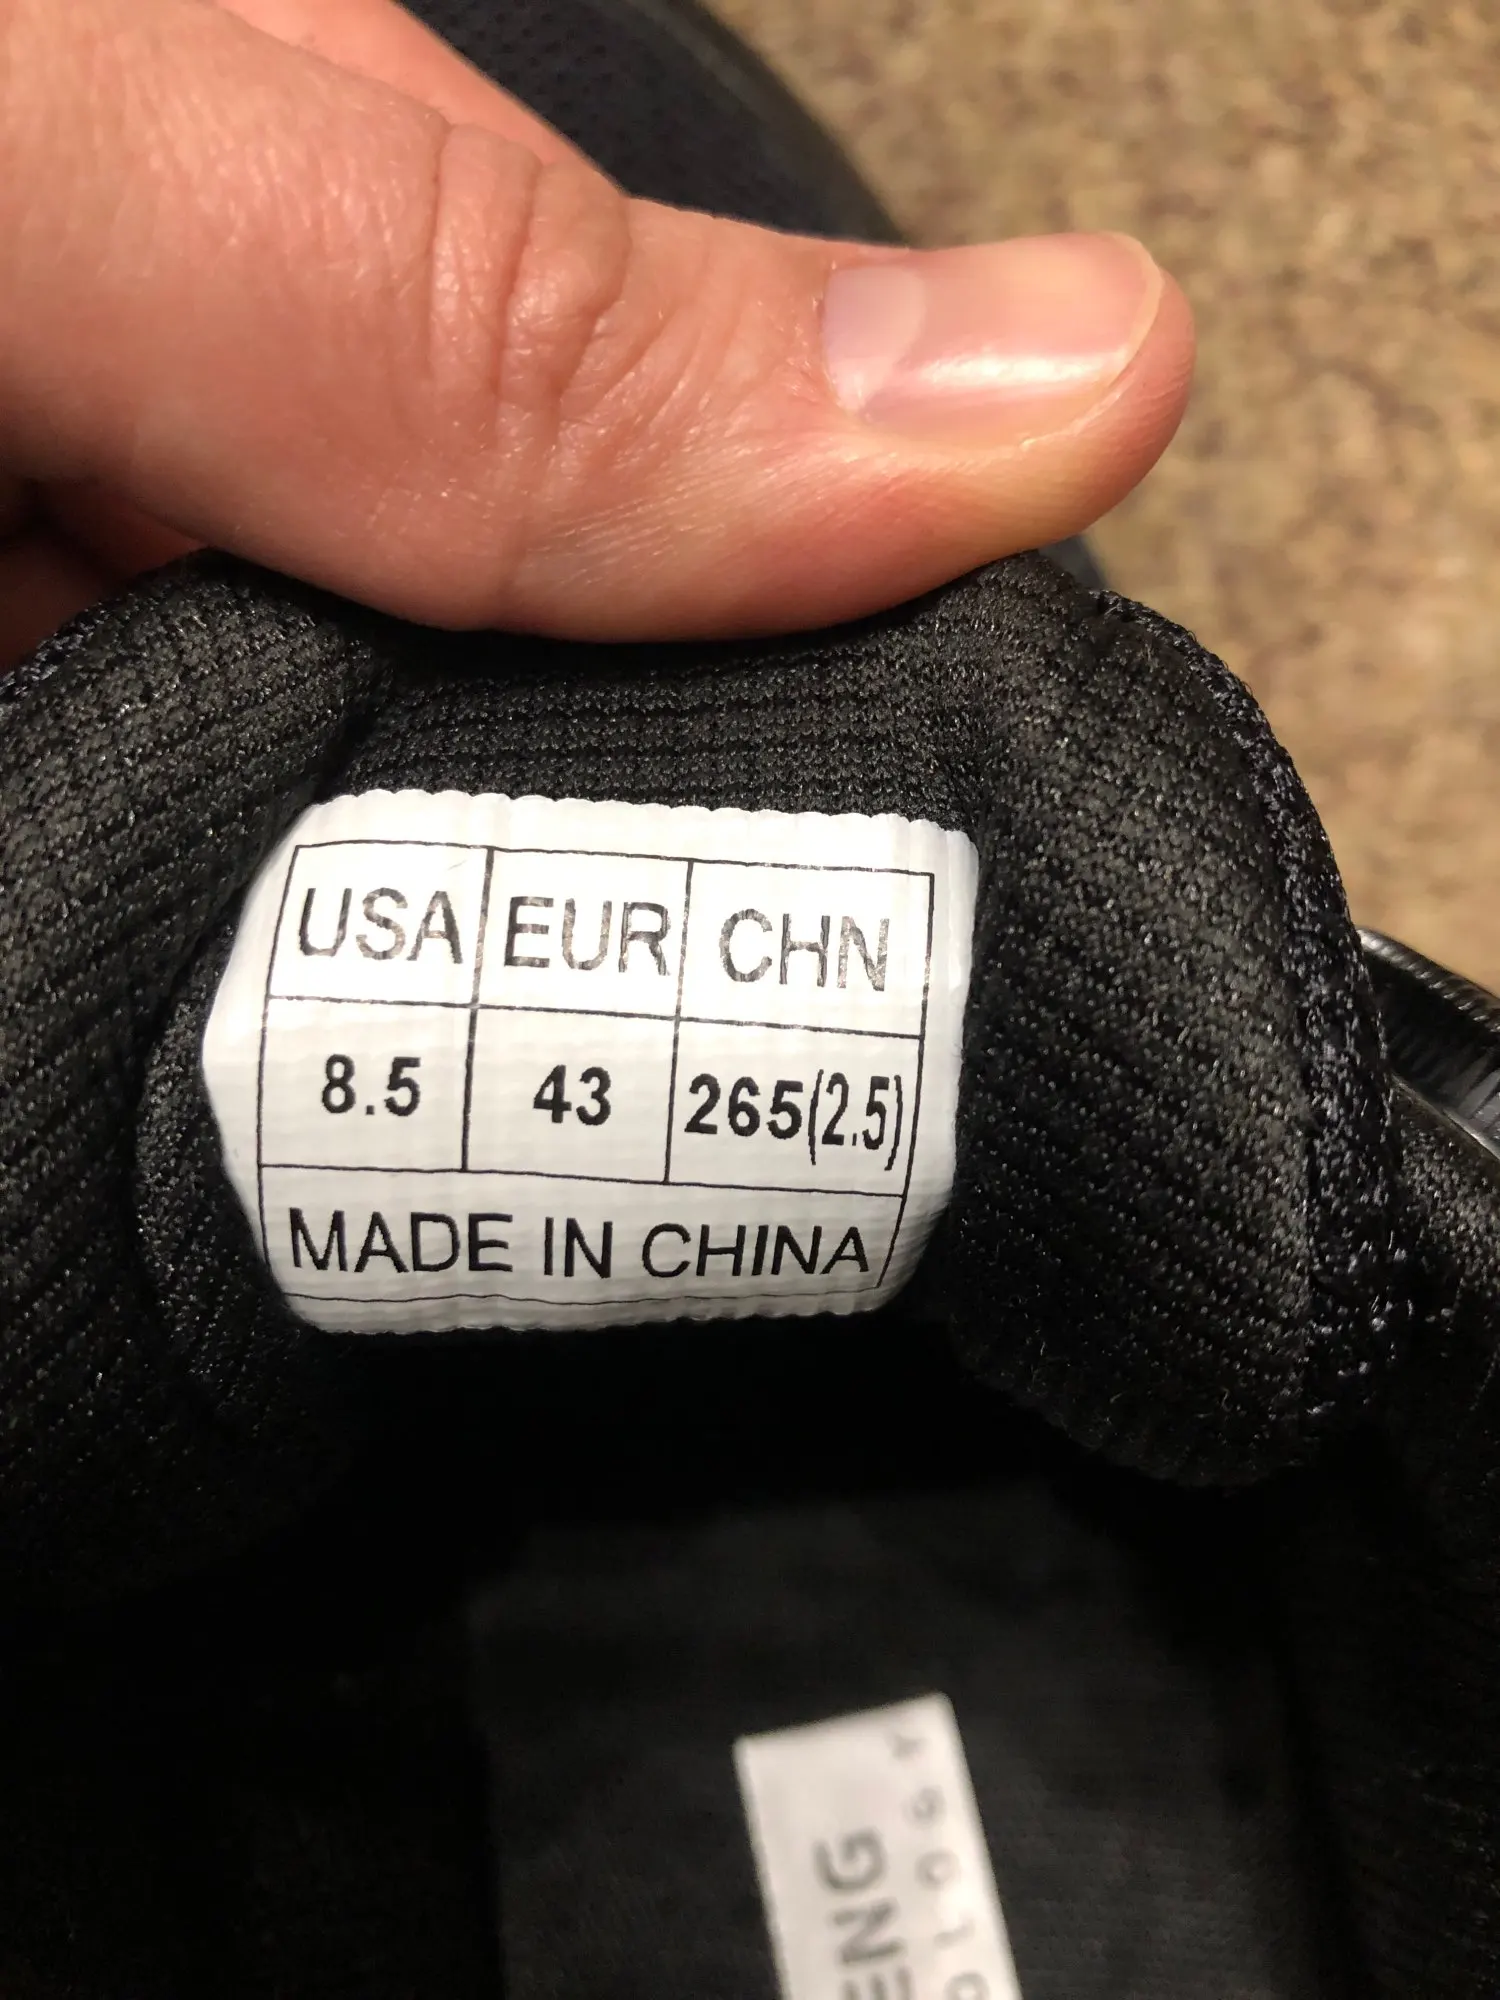 USA EUR CHN
8.5 43 265(2.5)
MADE IN CHINA